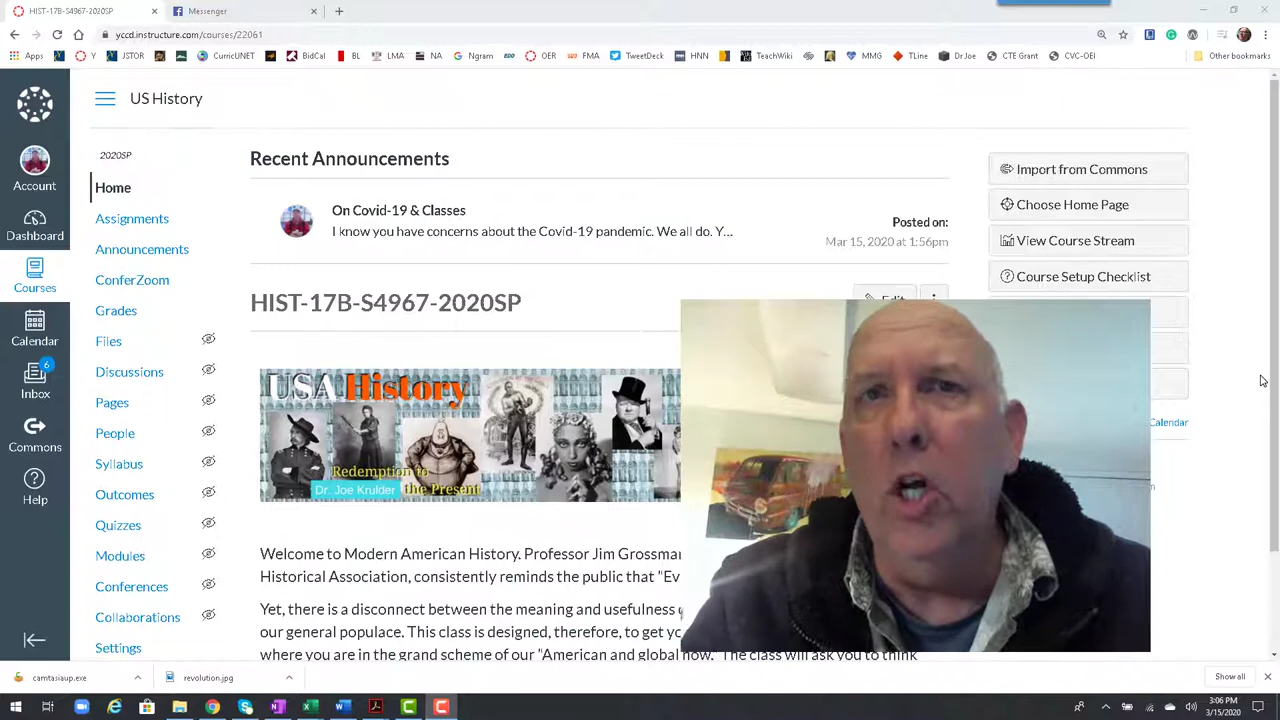 HIST-17B-S4967-2020SP
Messenger
yccd.instructure.com/courses/22061
Apps
Y
JSTOR
CurricUNET
BidCal
BL
LMA
NA
Ngram
OER
FMA
TweetDeck
HNN
TeachWiki
MMG
TLine
Dr Joe
CTE Grant
CVC-OEI
Other bookmarks
US History
2020SP
Account
Dashboard
Courses
Calendar
6
Inbox
Commons
Help
Home
Assignments
Announcements
ConferZoom
Grades
Files
Discussions
Pages
People
Syllabus
Outcomes
Quizzes
Modules
Conferences
Collaborations
Settings
Recent Announcements
On Covid-19 & Classes
I know you have concerns about the Covid-19 pandemic. We all do. Y...
Posted on:
Mar 15, 2020 at 1:56pm
HIST-17B-S4967-2020SP
Edit
USA History
Redemption to
the Present
Dr. Joe Krulder
Welcome to Modern American History. Professor Jim Grossman
Historical Association, consistently reminds the public that "Ev
Yet, there is a disconnect between the meaning and usefulness
our general populace. This class is designed, therefore, to get yo
where you are in the grand scheme of our "American and global now." The class will ask you to think
Import from Commons
Choose Home Page
View Course Stream
Course Setup Checklist
Calendar
camtasiaup.exe
revolution.jpg
Show all
3:06 PM
3/15/2020